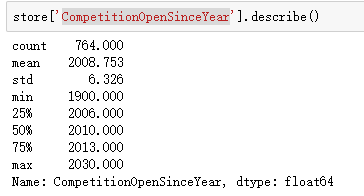 store['CompetitionOpenSinceYear'].describe()
count    764.000
mean    2008.753
std        6.326
min     1900.000
25%     2006.000
50%     2010.000
75%     2013.000
max     2030.000
Name: CompetitionOpenSinceYear, dtype: float64